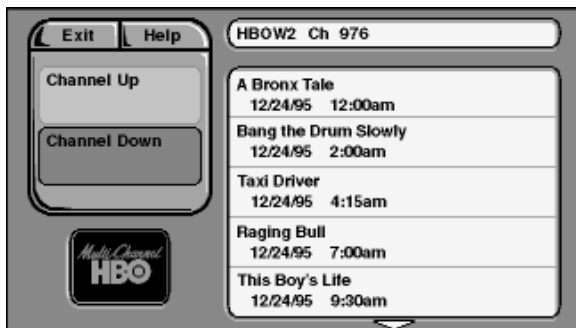 Exit Help
HBOW2 Ch 976
Channel Up
Channel Down
Multi Channel
HBO
A Bronx Tale
12/24/95 12:00am
Bang the Drum Slowly
12/24/95 2:00am
Taxi Driver
12/24/95 4:15am
Raging Bull
12/24/95 7:00am
This Boy's Life
12/24/95 9:30am